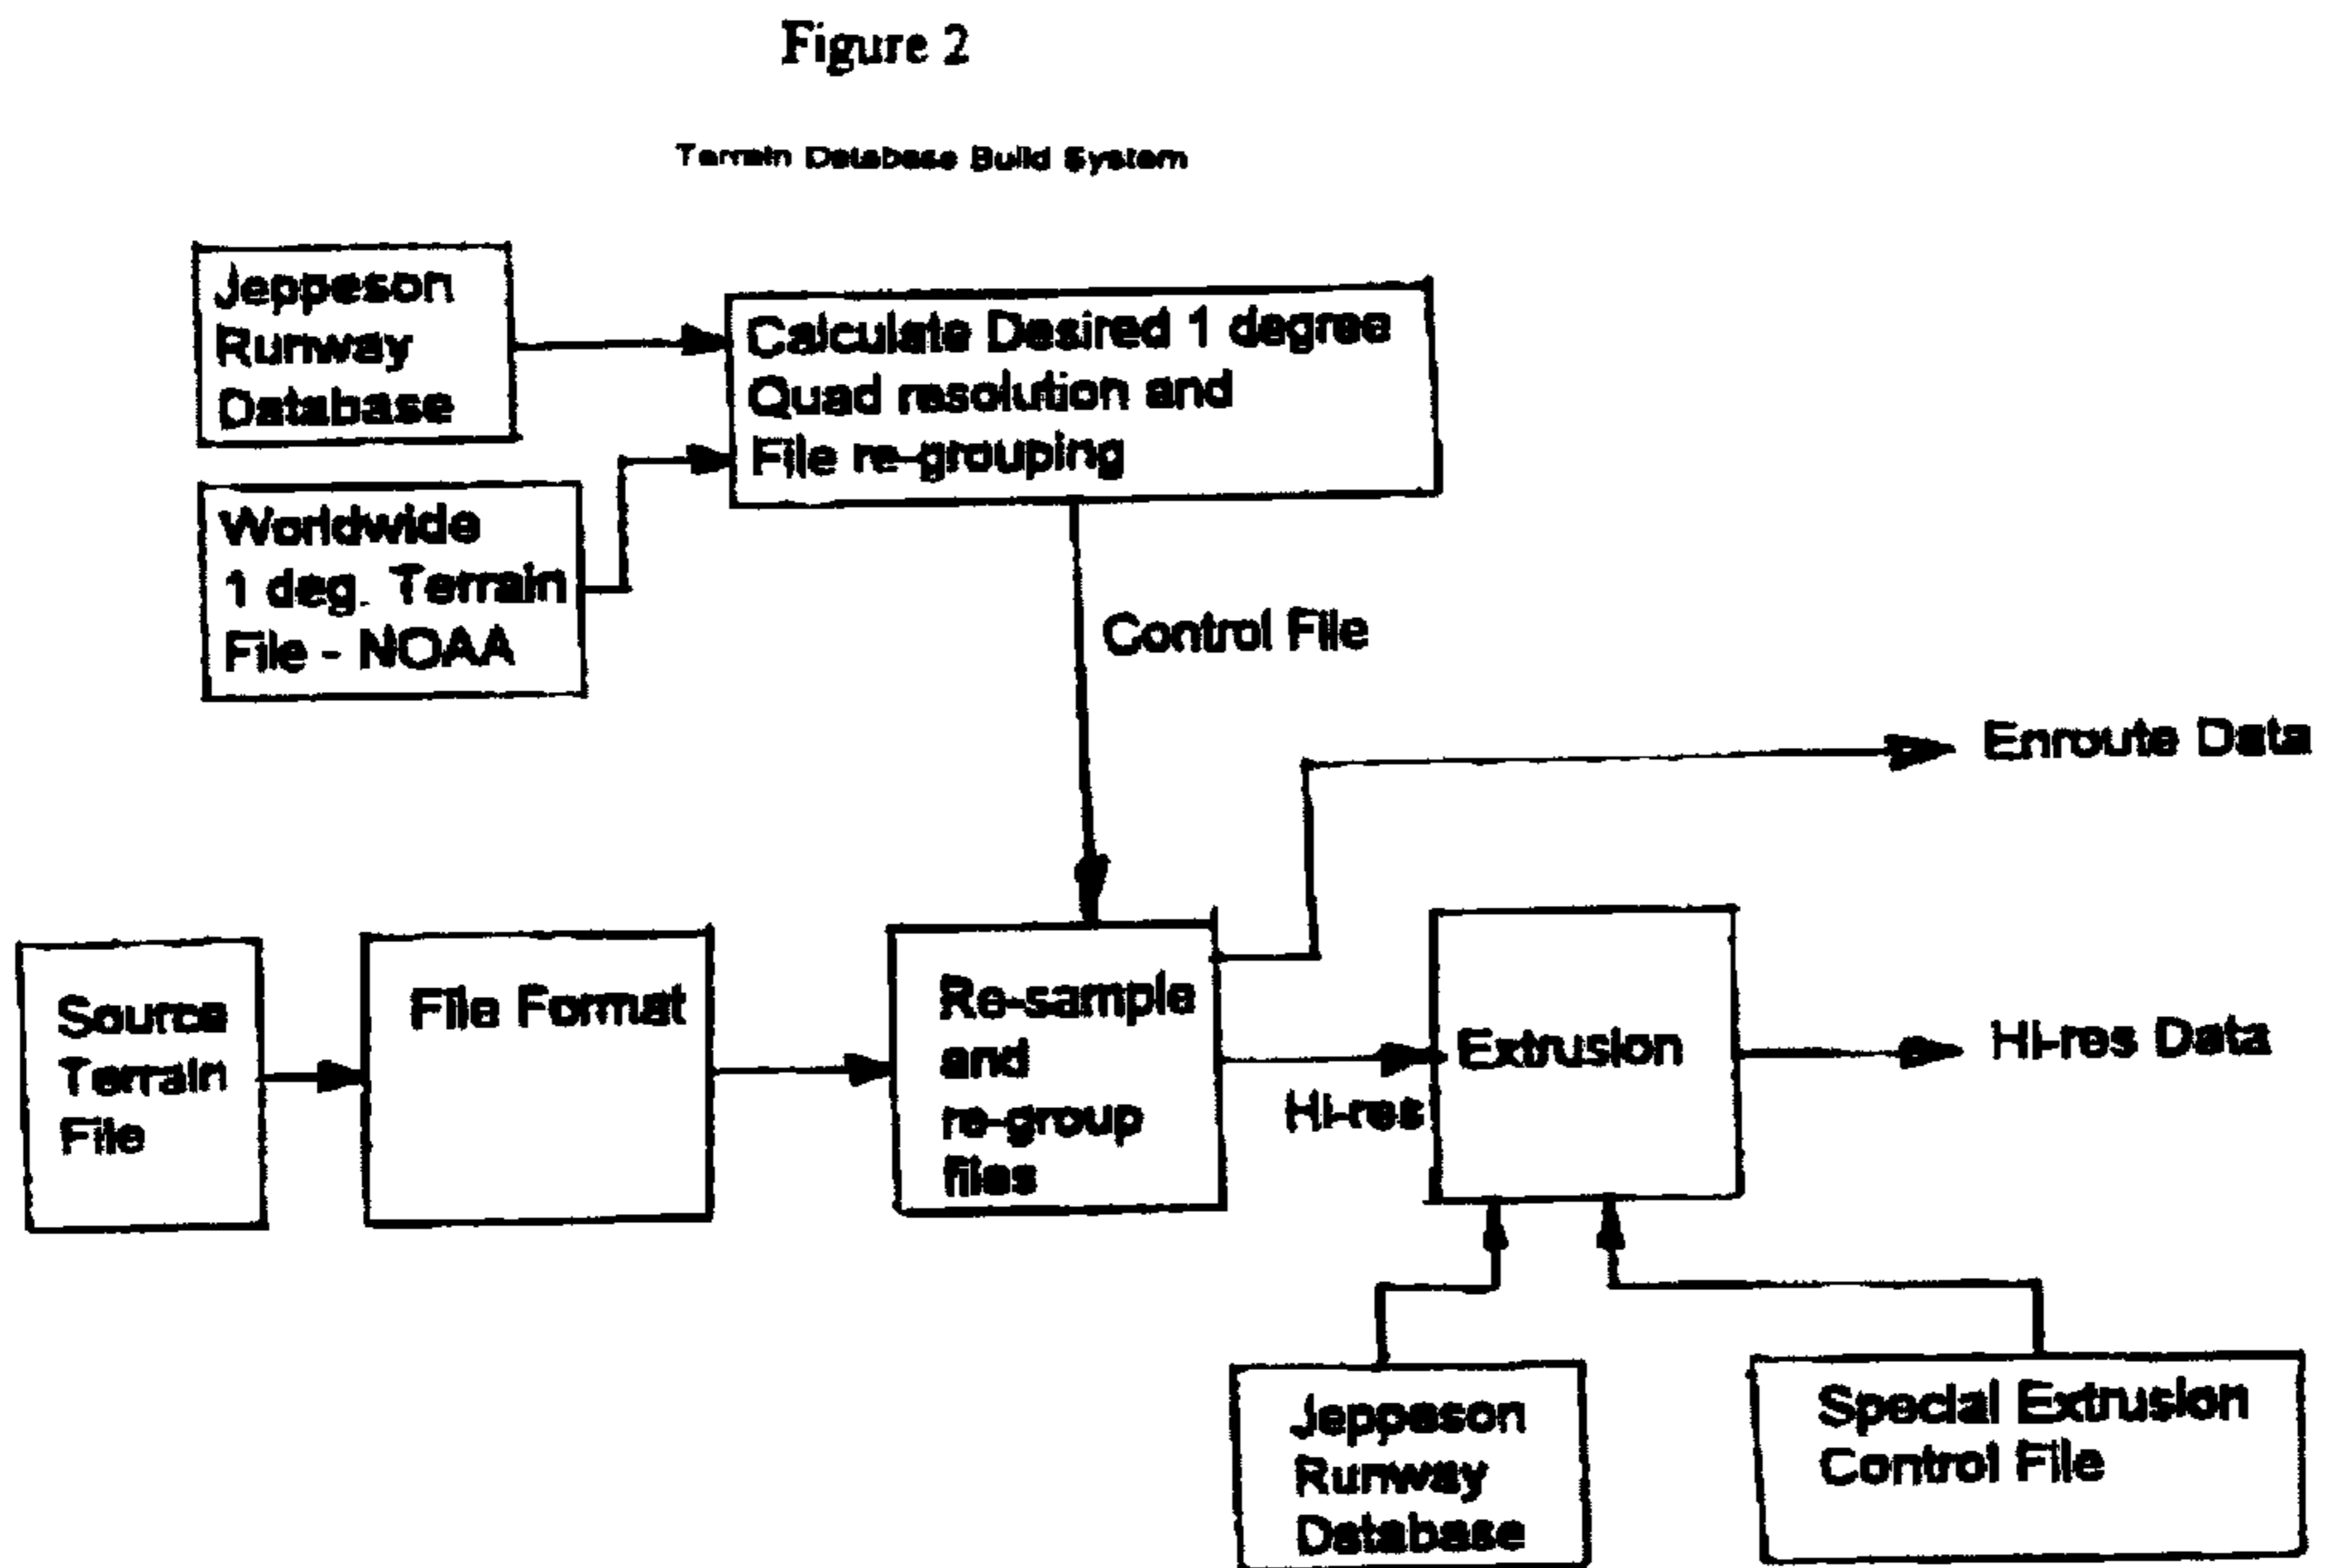 Figure 2
Terrain Database Build System
Jeppeson
Runway
Database
Calculate Desired 1 degree
Quad resolution and
File re-grouping
Worldwide
1 deg. Terrain
File - NOAA
Control File
Enroute Data
Source
Terrain
File
File Format
Re-sample
and
re-group
files
Hi-res
Extrusion
Hi-res Data
Jeppeson
Runway
Database
Special Extrusion
Control File